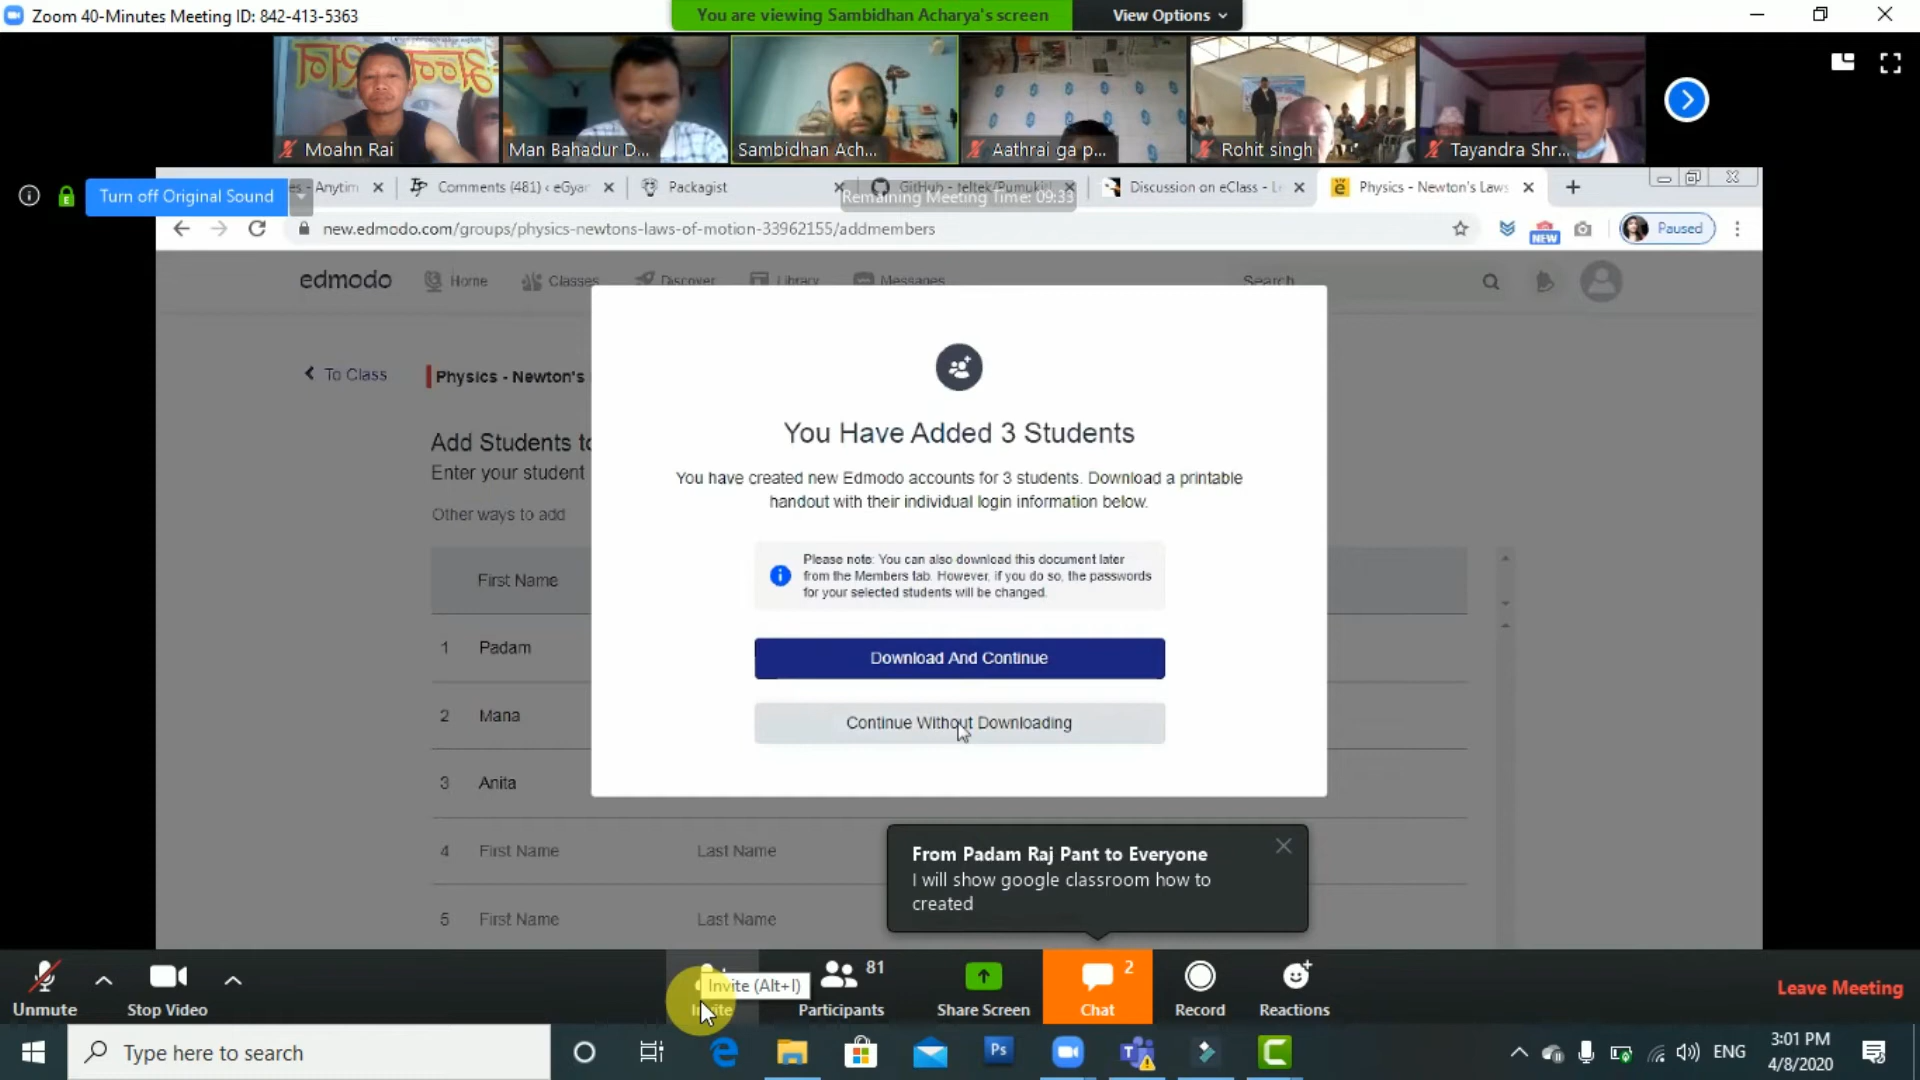 Zoom 40-Minutes Meeting ID: 842-413-5363
You are viewing Sambidhan Acharya's screen
View Options
Moahn Rai
Man Bahadur D...
Sambidhan Ach...
Aathrai ga p...
Rohit singh
Tayandra Shr...
Turn off Original Sound
es - Anytim
Comments (481) ‹ eGyar
Packagist
GitHub - teltek/Pumuki
Discussion on eClass - L
Physics - Newton's Laws
Remaining Meeting Time: 09:33
new.edmodo.com/groups/physics-newtons-laws-of-motion-33962155/addmembers
NEW
Paused
edmodo
Home
Classes
Discover
Library
Messages
Search
To Class
Physics - Newton's
Add Students to
Enter your student
Other ways to add
First Name
1 Padam
2 Mana
3 Anita
4 First Name Last Name
5 First Name Last Name
You Have Added 3 Students
You have created new Edmodo accounts for 3 students. Download a printable
handout with their individual login information below.
Please note: You can also download this document later
from the Members tab. However, if you do so, the passwords
for your selected students will be changed.
Download And Continue
Continue Without Downloading
From Padam Raj Pant to Everyone
I will show google classroom how to
created
Unmute
Stop Video
Invite (Alt+I)
Invite
81
Participants
Share Screen
2
Chat
Record
Reactions
Leave Meeting
Type here to search
Ps
ENG
3:01 PM
4/8/2020